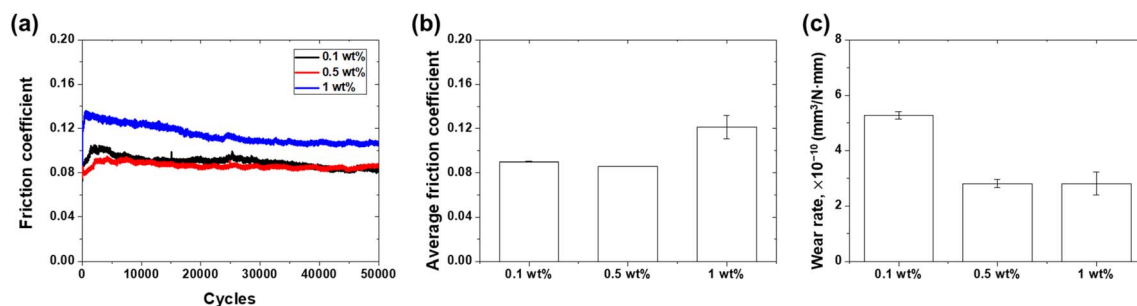 (a)
Friction coefficient
0.20
0.16
0.12
0.08
0.04
0.00
0.1 wt%
0.5 wt%
1 wt%
0
10000
20000
30000
40000
50000
Cycles
(b)
Average friction coefficient
0.20
0.16
0.12
0.08
0.04
0.00
0.1 wt%
0.5 wt%
1 wt%
(c)
Wear rate, ×10⁻¹⁰ (mm³/N·mm)
8
6
4
2
0
0.1 wt%
0.5 wt%
1 wt%